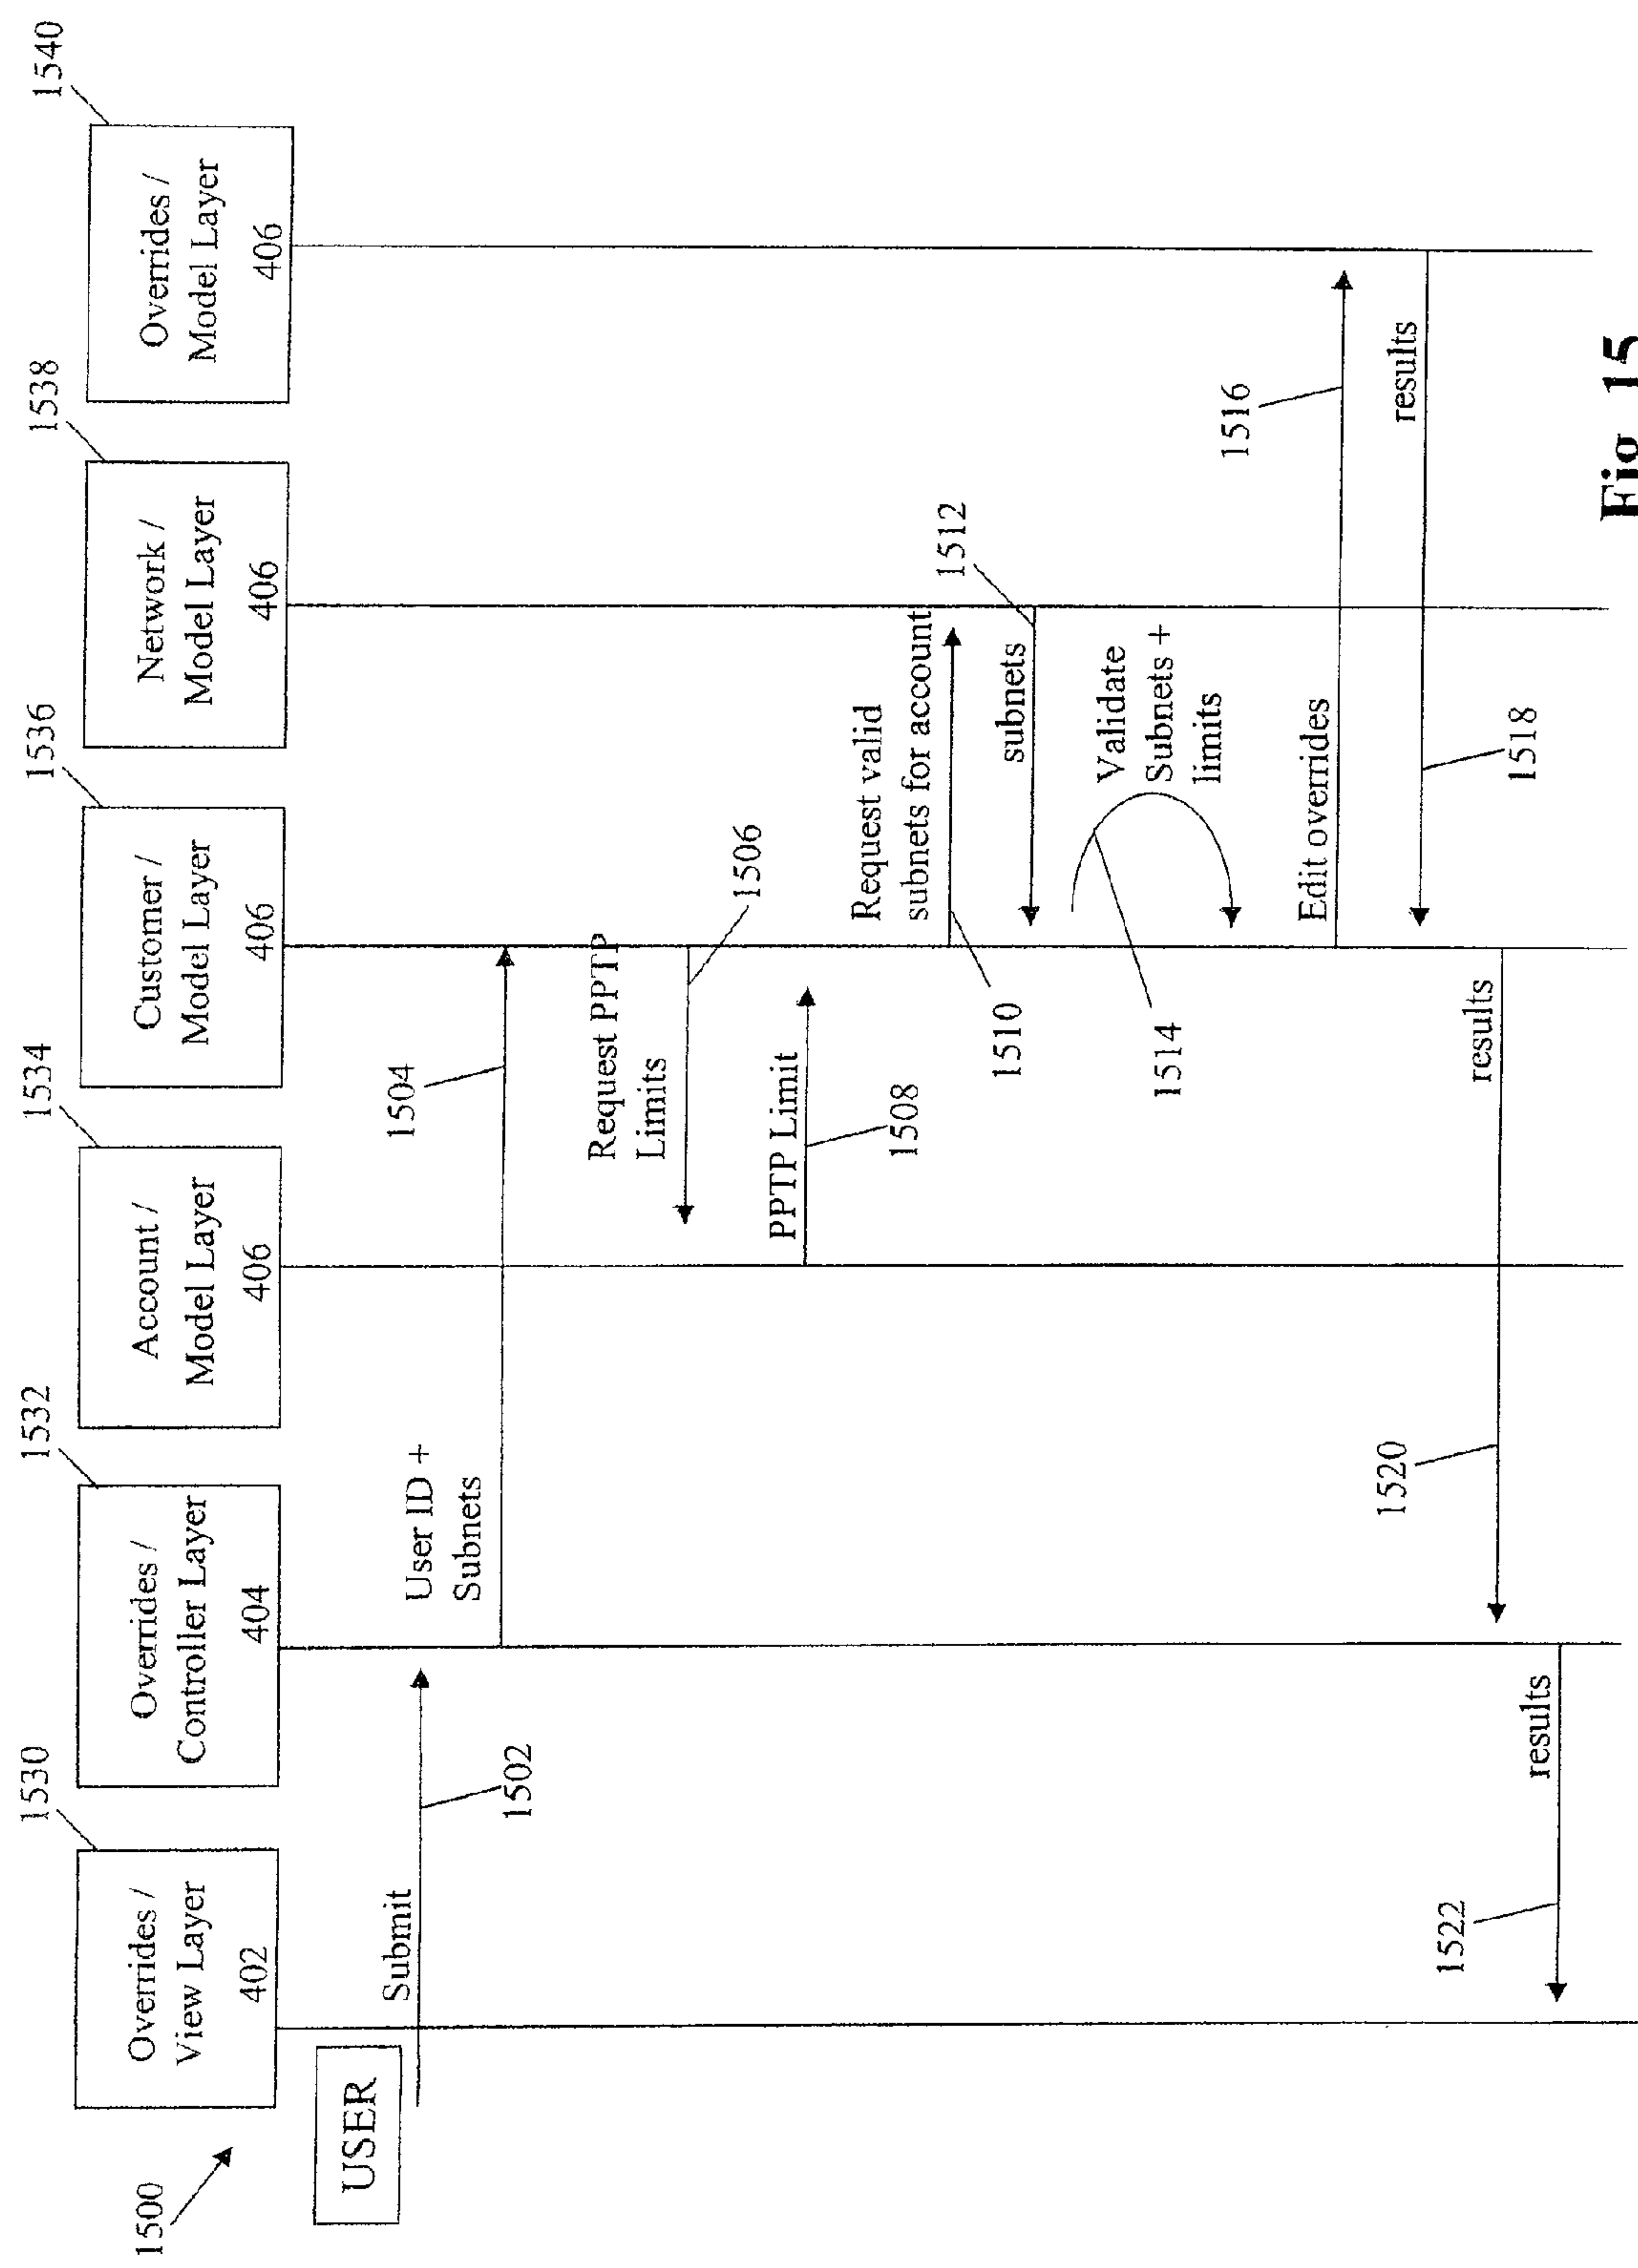 1500
1530
Overrides /
View Layer
402
1532
Overrides /
Controller Layer
404
1534
Account /
Model Layer
406
1536
Customer /
Model Layer
406
1538
Network /
Model Layer
406
1540
Overrides /
Model Layer
406
USER
Submit
1502
User ID +
Subnets
1504
Request PPTP
Limits
1506
PPTP Limit
1508
Request valid
subnets for account
1510
1512
subnets
Validate
Subnets +
limits
1514
Edit overrides
1516
results
1518
results
1520
results
1522
Fig. 15